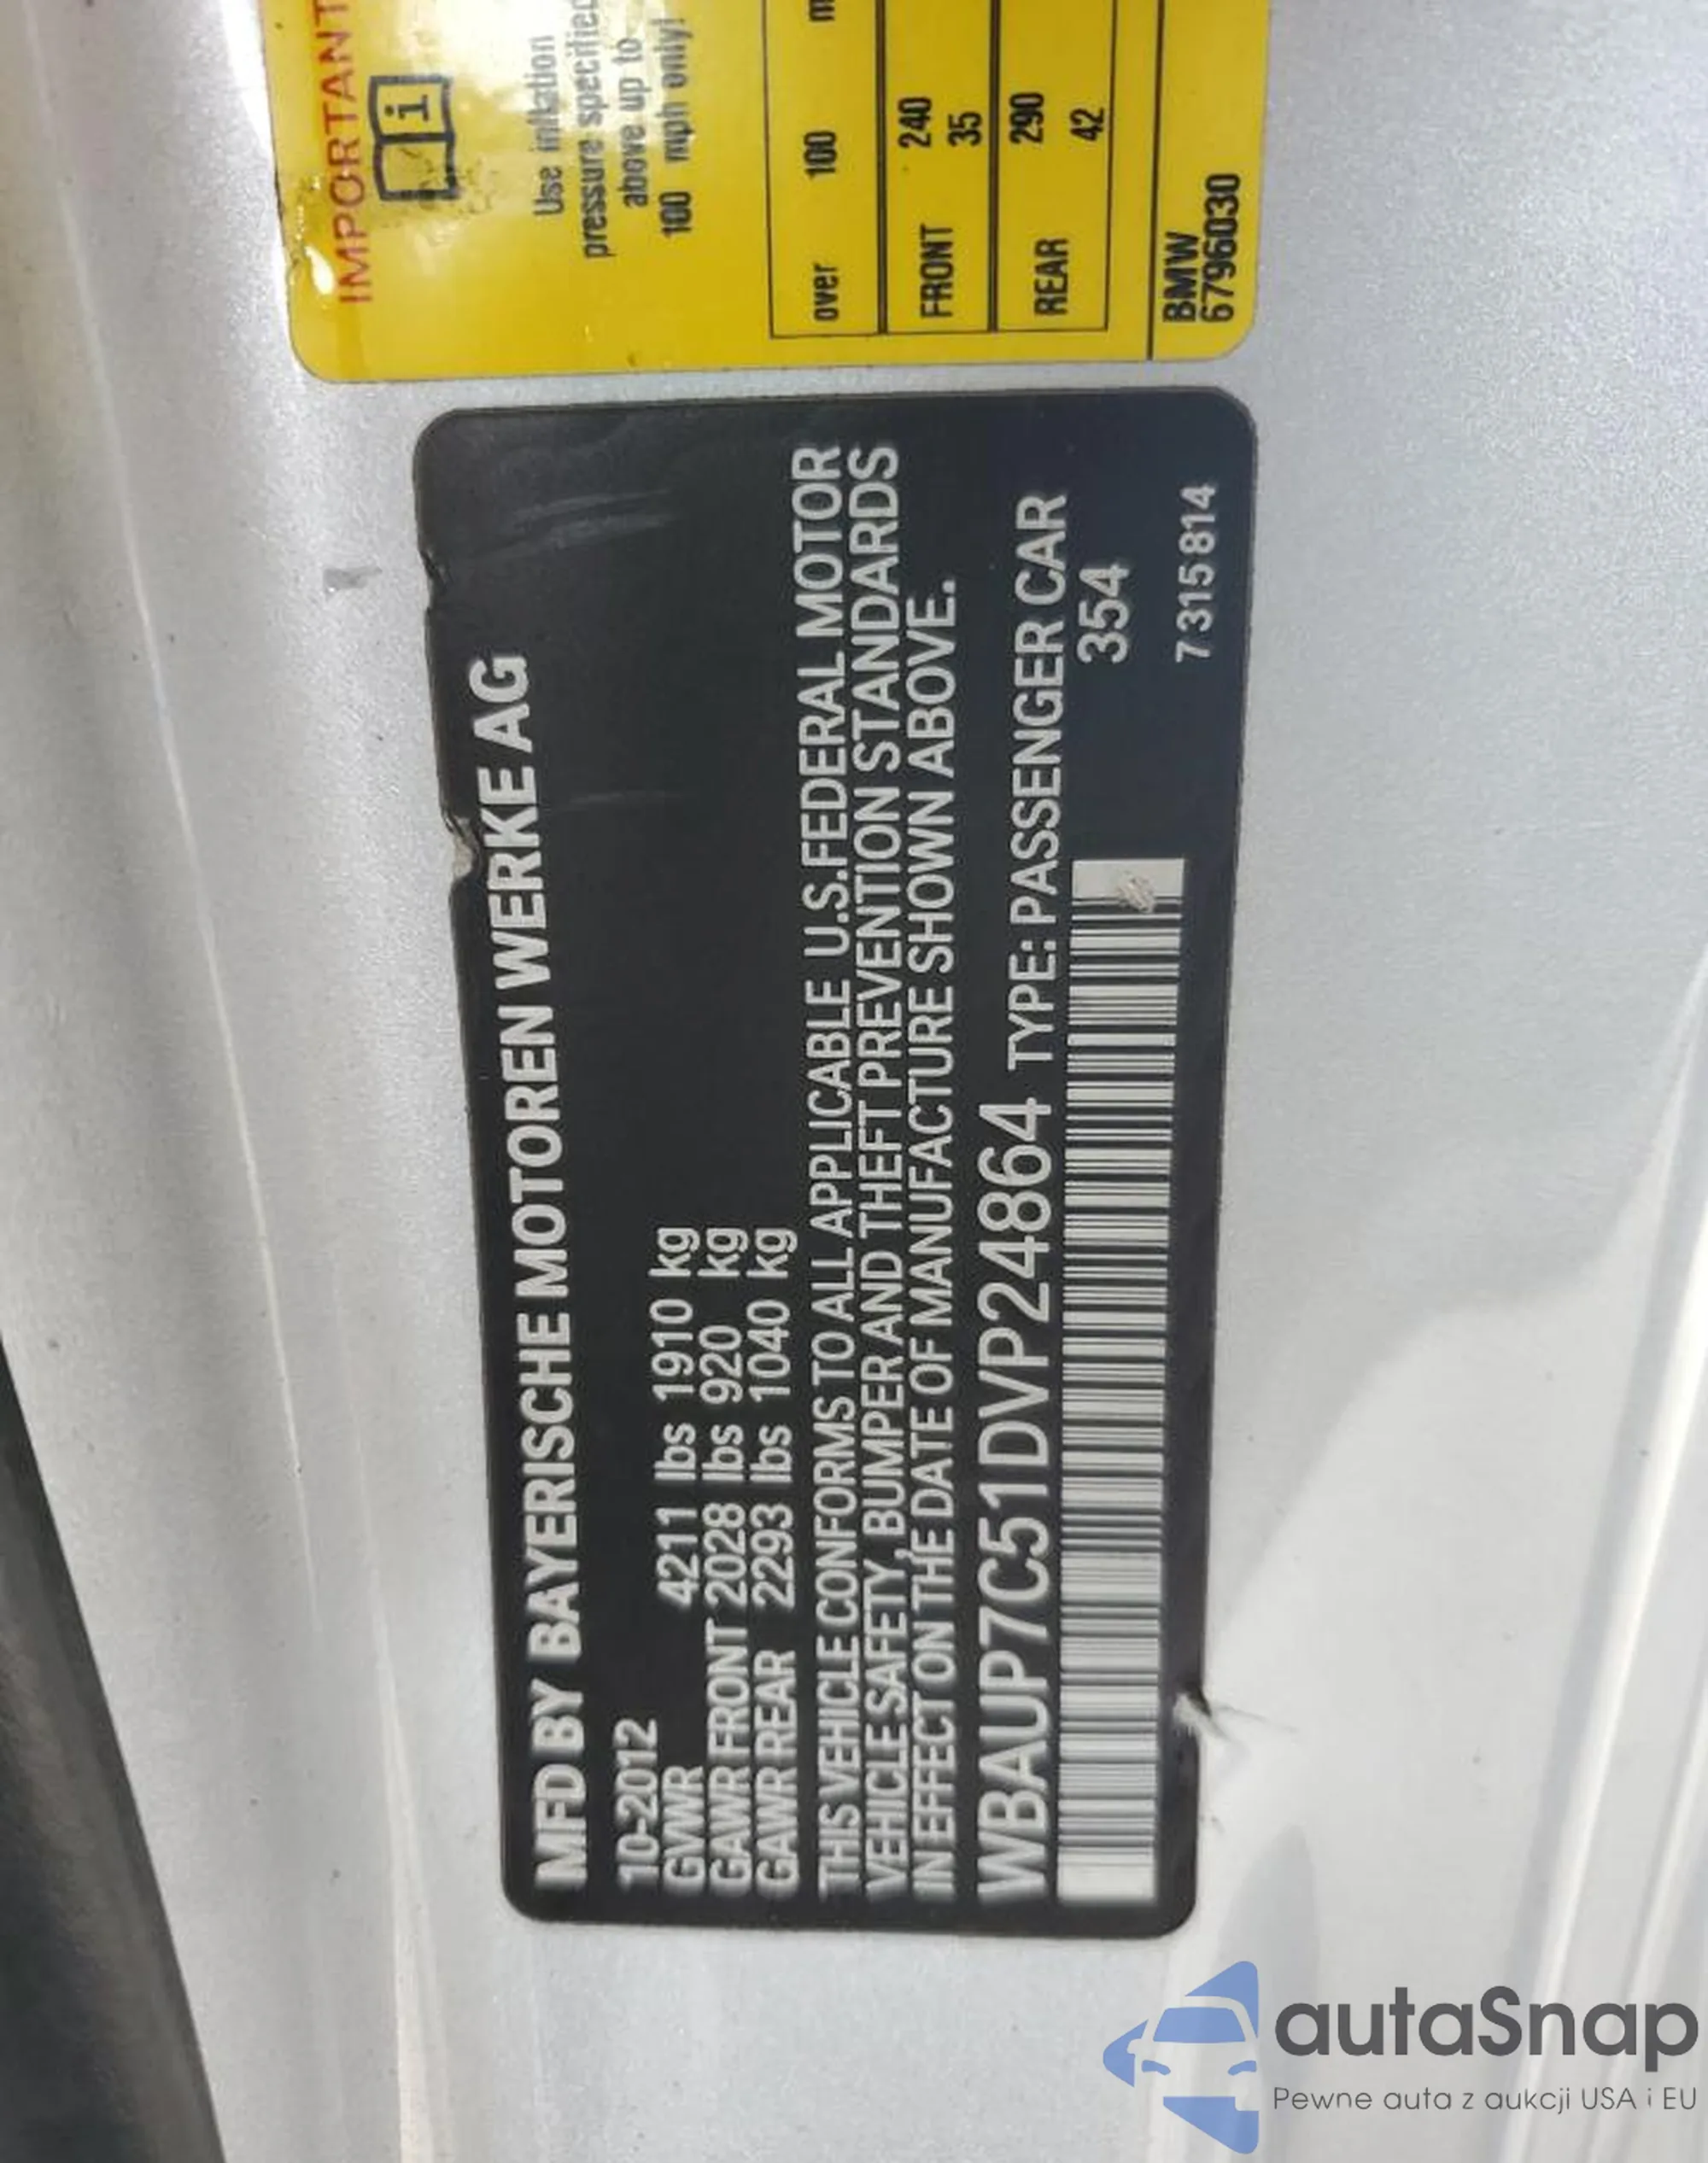 IMPORTANT
i
Use inflation
pressure specified
above up to
100 mph only!
over 100
FRONT 240
35
REAR 290
42
BMW
6796030
MFD BY BAYERISCHE MOTOREN WERKE AG
10-2012
GVWR 4211 lbs 1910 kg
GAWR FRONT 2028 lbs 920 kg
GAWR REAR 2293 lbs 1040 kg
THIS VEHICLE CONFORMS TO ALL APPLICABLE U.S.FEDERAL MOTOR
VEHICLE SAFETY, BUMPER AND THEFT PREVENTION STANDARDS
IN EFFECT ON THE DATE OF MANUFACTURE SHOWN ABOVE.
WBAUP7C51DVP24864 TYPE: PASSENGER CAR
354
7315814
autaSnap
Pewne auta z aukcji USA i EU